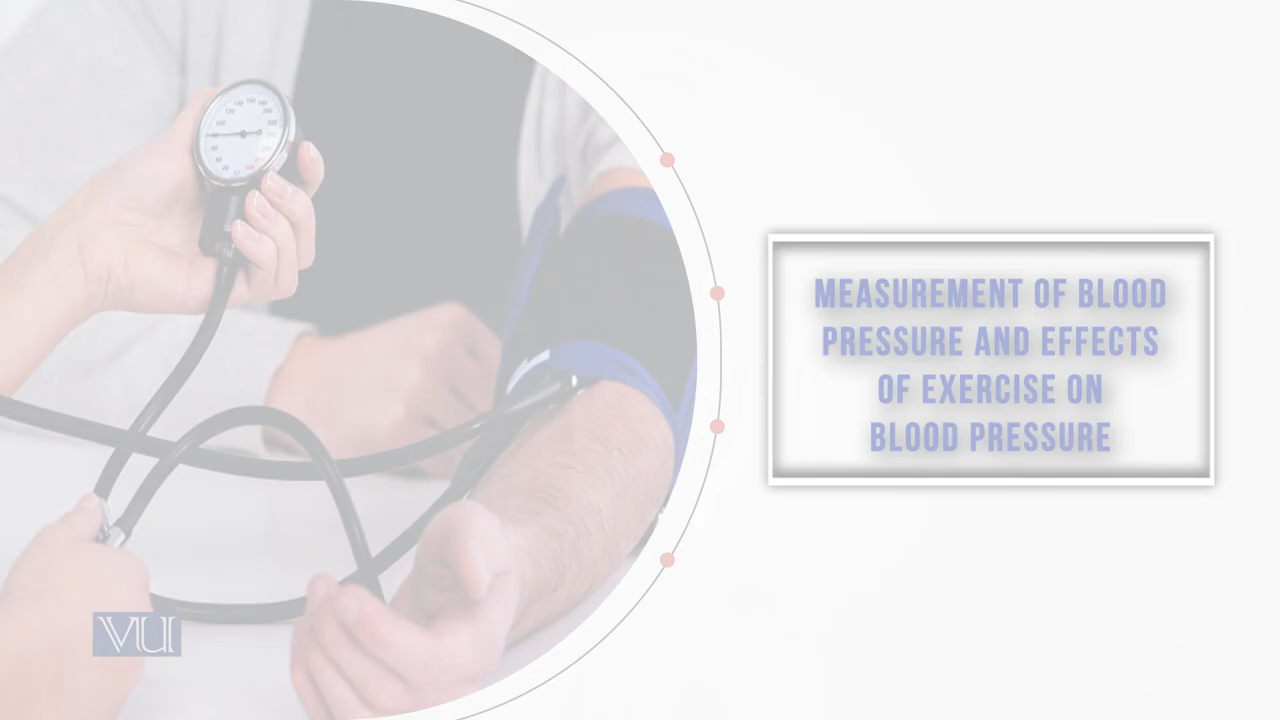 MEASUREMENT OF BLOOD
PRESSURE AND EFFECTS
OF EXERCISE ON
BLOOD PRESSURE
VU